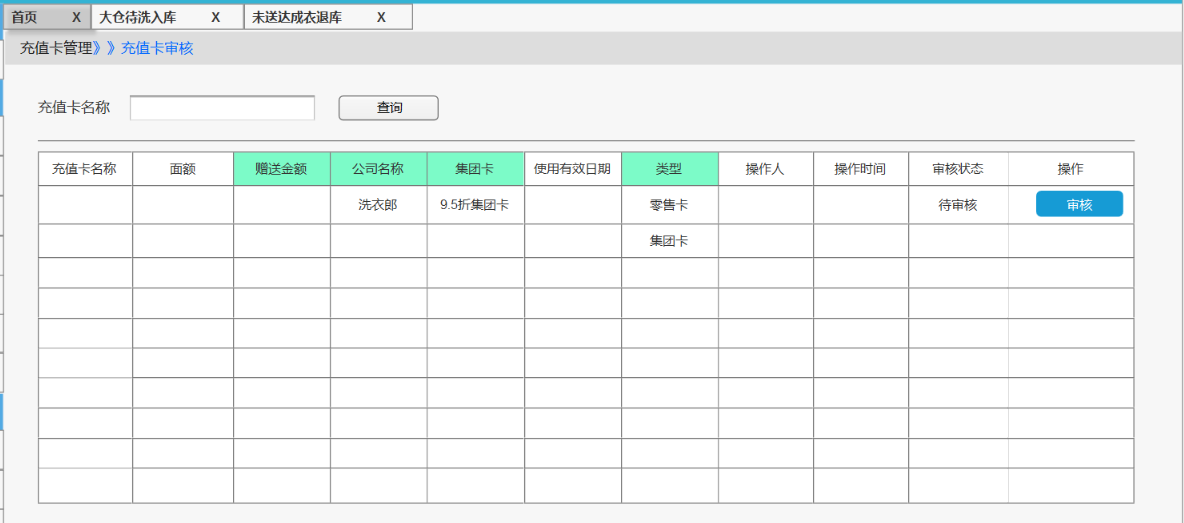 首页 X 大仓待洗入库 X 未送达成衣退库 X
充值卡管理》》充值卡审核
充值卡名称 查询
充值卡名称 面额 赠送金额 公司名称 集团卡 使用有效日期 类型 操作人 操作时间 审核状态 操作
洗衣郎 9.5折集团卡 零售卡 待审核 审核
集团卡